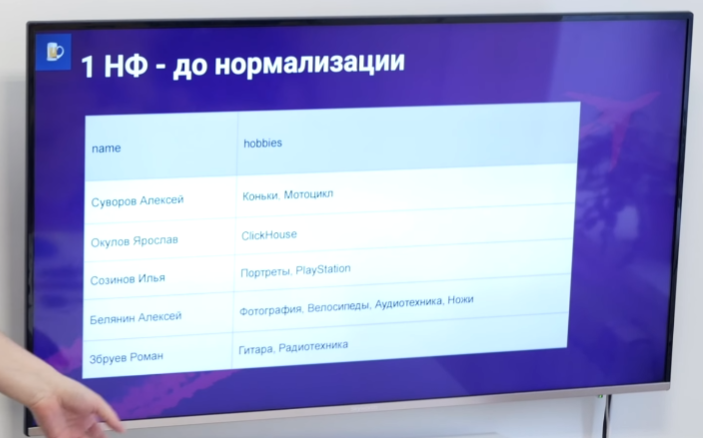 1 НФ - до нормализации
name hobbies
Суворов Алексей Коньки, Мотоцикл
Окулов Ярослав ClickHouse
Созинов Илья Портреты, PlayStation
Белянин Алексей Фотография, Велосипеды, Аудиотехника, Ножи
Збруев Роман Гитара, Радиотехника